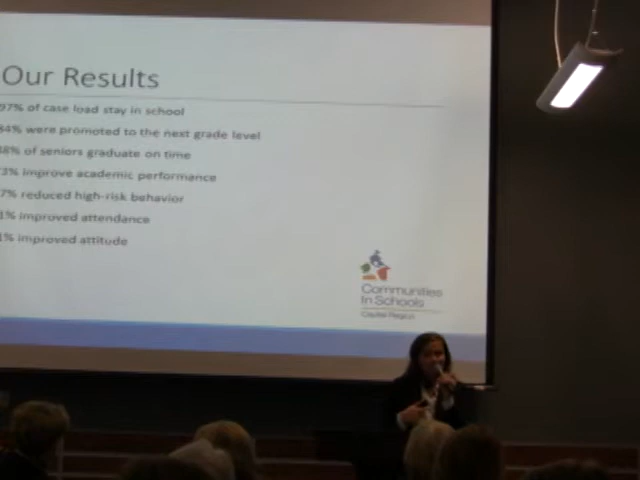 Our Results
97% of case load stay in school
84% were promoted to the next grade level
8% of seniors graduate on time
3% improve academic performance
7% reduced high-risk behavior
1% improved attendance
1% improved attitude
Communities
In Schools
Capital Region